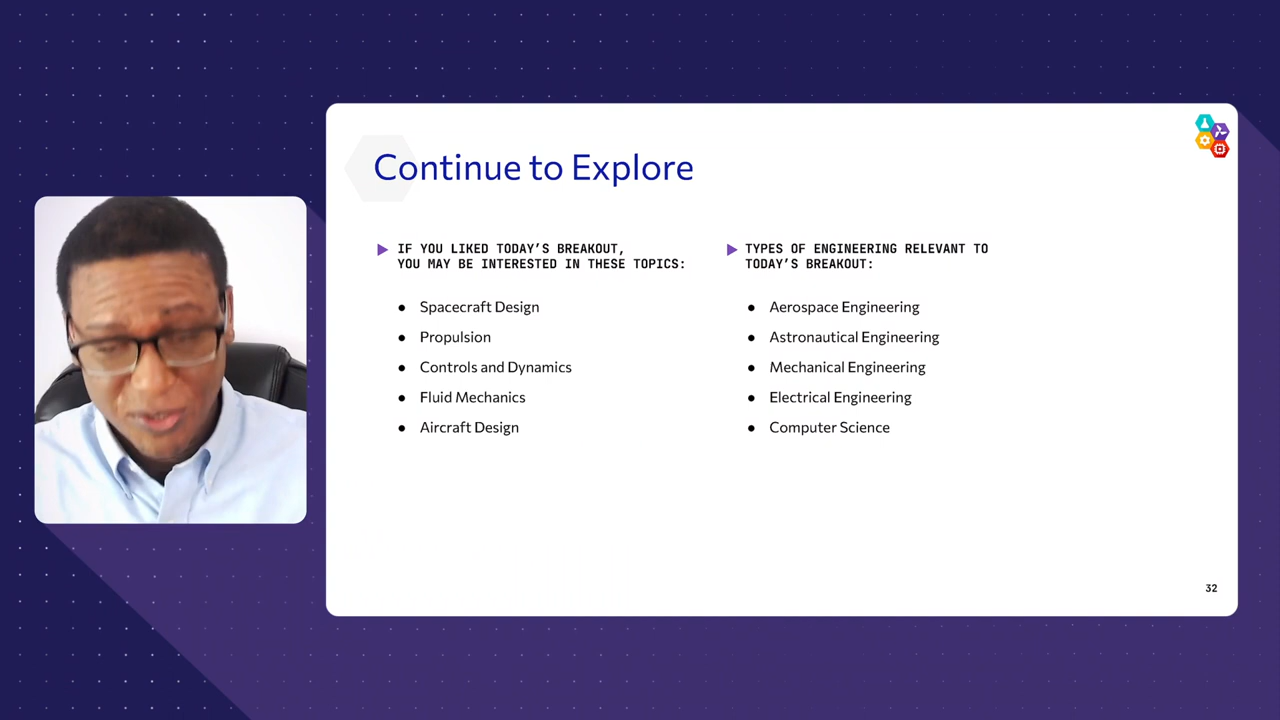 Continue to Explore
IF YOU LIKED TODAY’S BREAKOUT,
YOU MAY BE INTERESTED IN THESE TOPICS:
● Spacecraft Design
● Propulsion
● Controls and Dynamics
● Fluid Mechanics
● Aircraft Design
TYPES OF ENGINEERING RELEVANT TO
TODAY’S BREAKOUT:
● Aerospace Engineering
● Astronautical Engineering
● Mechanical Engineering
● Electrical Engineering
● Computer Science
32